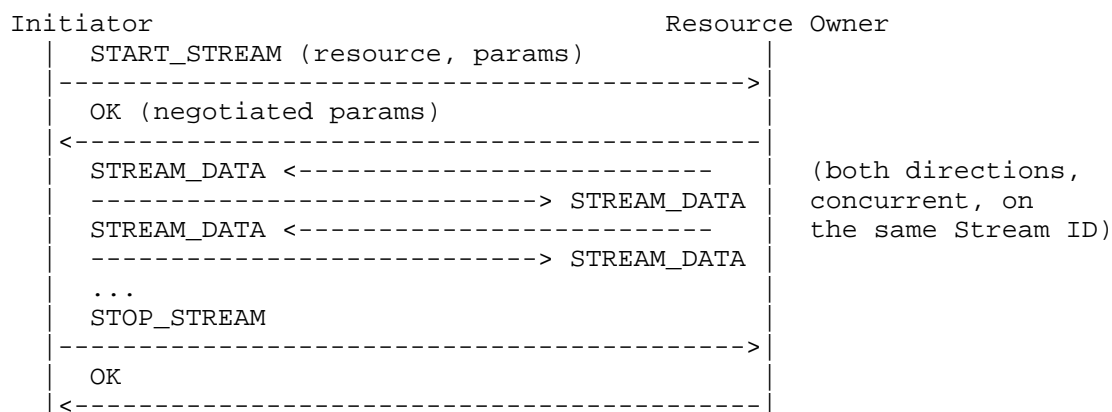 Initiator                                Resource Owner
  |  START_STREAM (resource, params)           |
  |------------------------------------------->|
  |  OK (negotiated params)                    |
  |<-------------------------------------------|
  |  STREAM_DATA <--------------------------   |  (both directions,
  |  ----------------------------> STREAM_DATA |  concurrent, on
  |  STREAM_DATA <--------------------------   |  the same Stream ID)
  |  ----------------------------> STREAM_DATA |
  |  ...                                       |
  |  STOP_STREAM                               |
  |------------------------------------------->|
  |  OK                                        |
  |<-------------------------------------------|